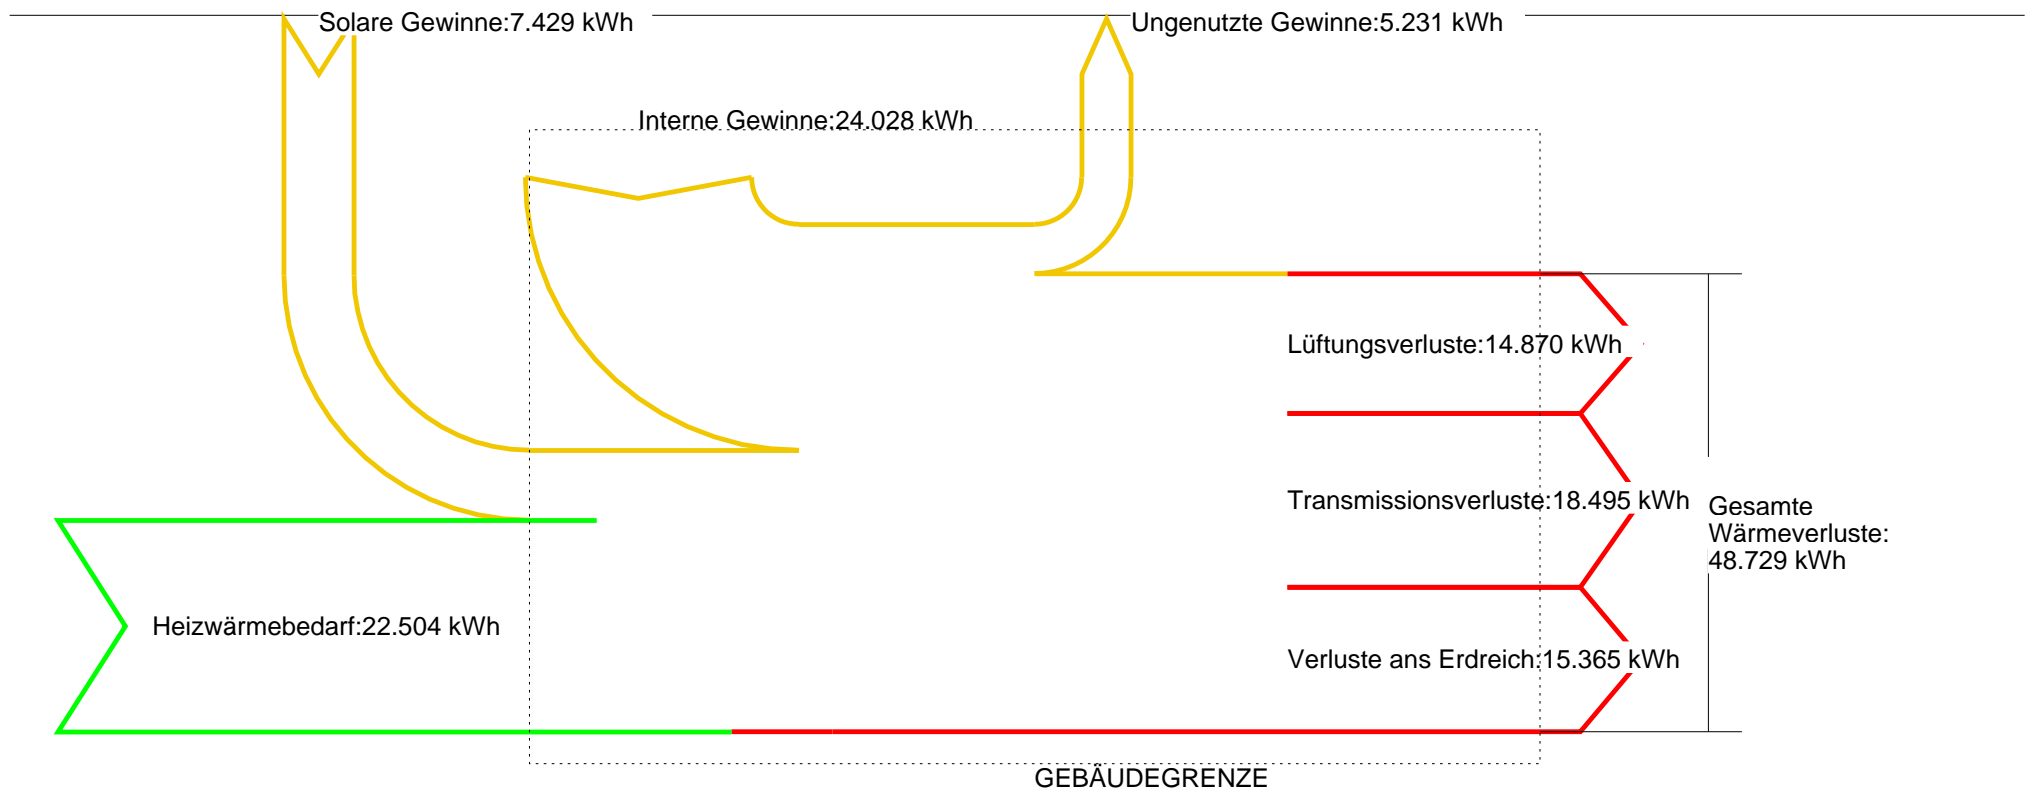 Solare Gewinne:7.429 kWh
Ungenutzte Gewinne:5.231 kWh
Interne Gewinne:24.028 kWh
Lüftungsverluste:14.870 kWh
Transmissionsverluste:18.495 kWh
Gesamte
Wärmeverluste:
48.729 kWh
Heizwärmebedarf:22.504 kWh
Verluste ans Erdreich:15.365 kWh
GEBÄUDEGRENZE